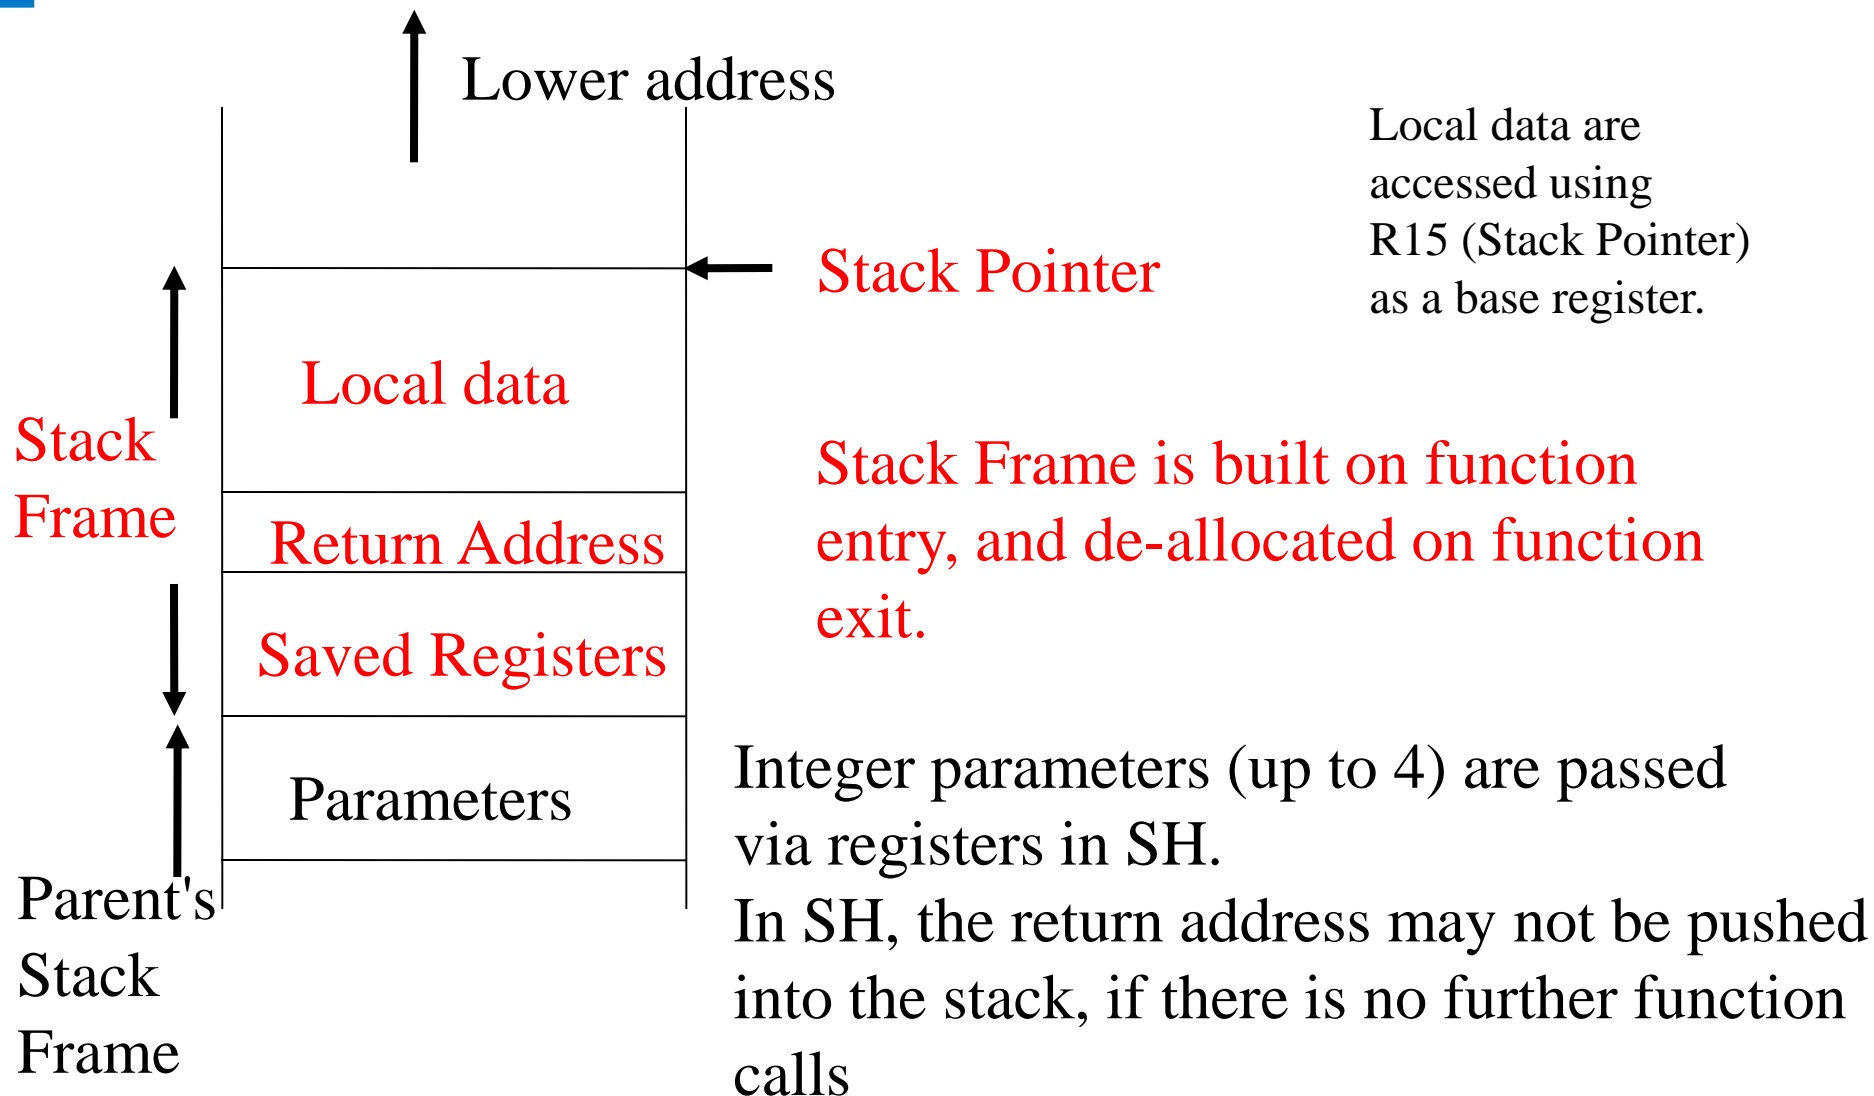 Lower address
Local data are
accessed using
R15 (Stack Pointer)
as a base register.
Stack Pointer
Local data
Stack
Frame
Stack Frame is built on function
entry, and de-allocated on function
exit.
Return Address
Saved Registers
Parameters
Integer parameters (up to 4) are passed
via registers in SH.
In SH, the return address may not be pushed
into the stack, if there is no further function
calls
Parent's
Stack
Frame